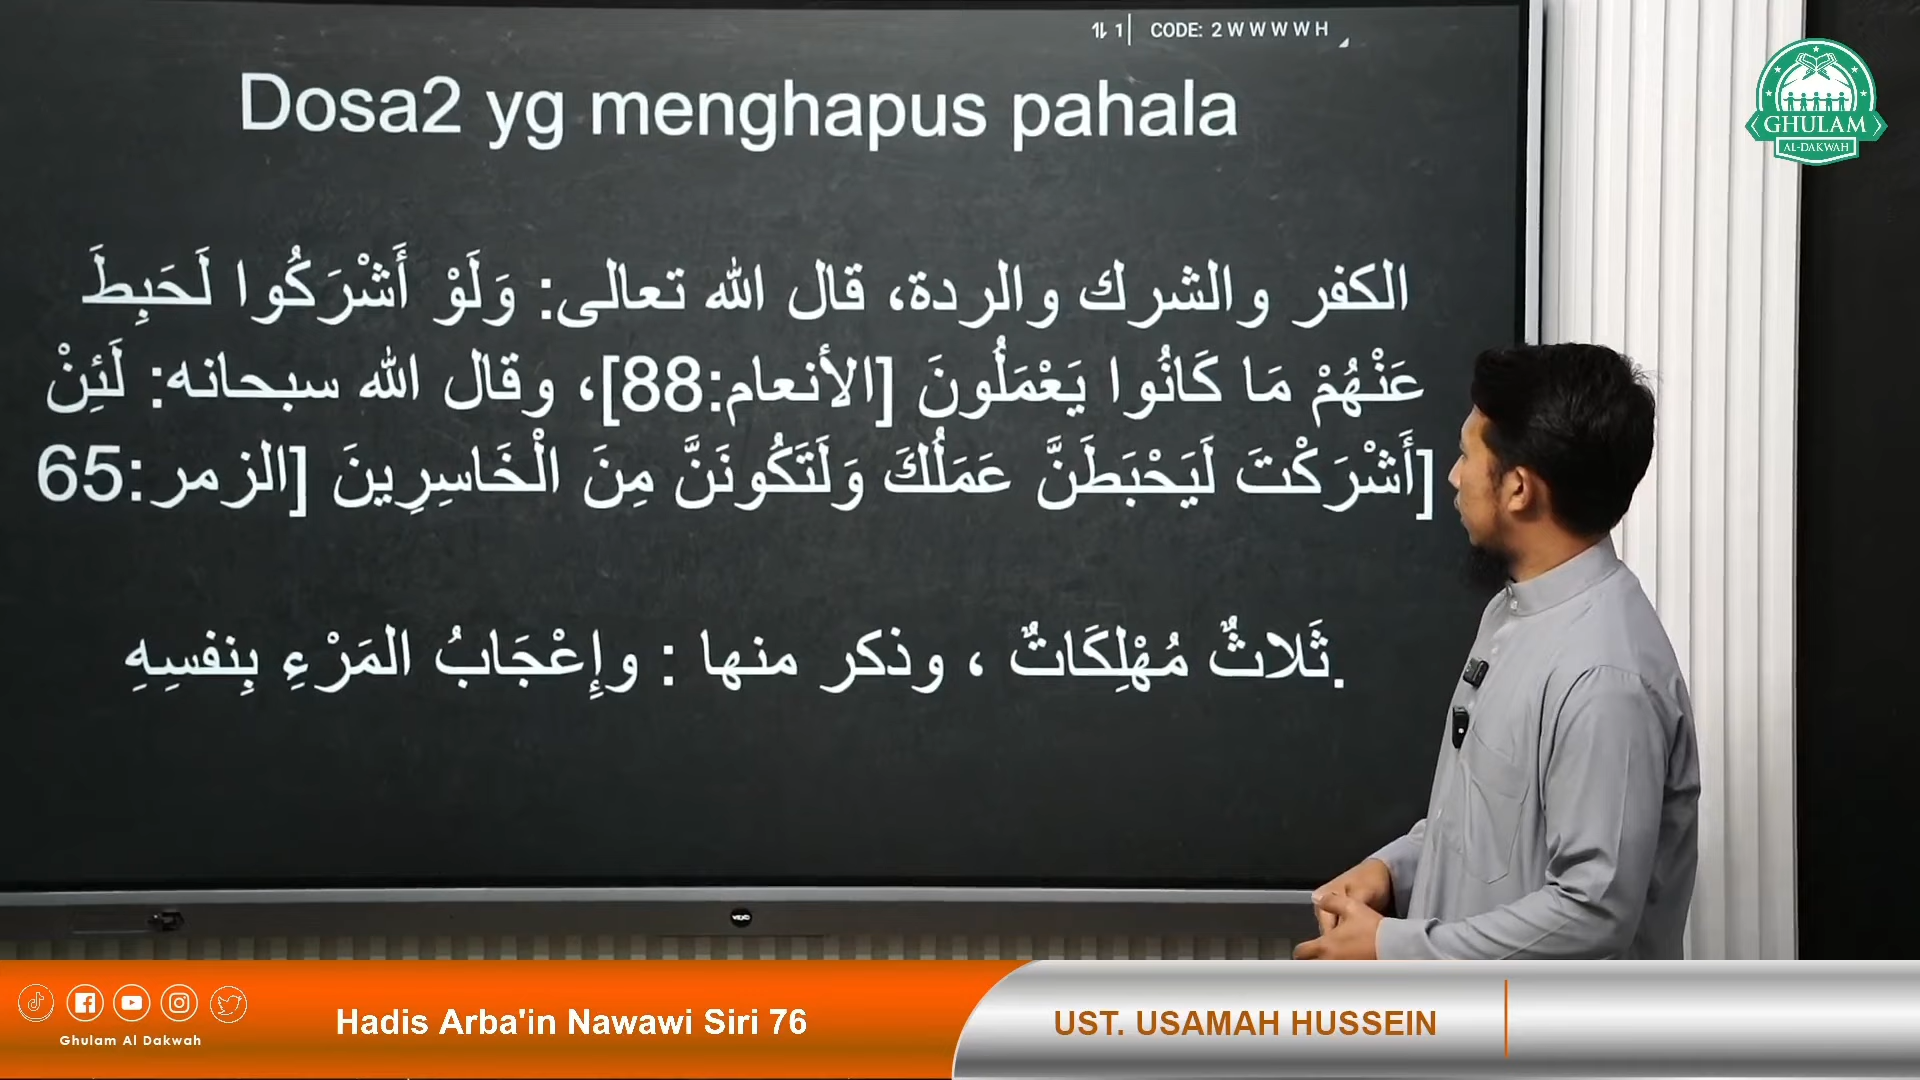 ⇅ 1 CODE: 2 W W W W H
Dosa2 yg menghapus pahala
الكفر والشرك والردة، قال الله تعالى: وَلَوْ أَشْرَكُوا لَحَبِطَ
عَنْهُمْ مَا كَانُوا يَعْمَلُونَ [الأنعام:88]، وقال الله سبحانه: لَئِنْ
[أَشْرَكْتَ لَيَحْبَطَنَّ عَمَلُكَ وَلَتَكُونَنَّ مِنَ الْخَاسِرِينَ [الزمر:65
.ثَلاثٌ مُهْلِكَاتٌ ، وذكر منها : وإِعْجَابُ المَرْءِ بِنفسِهِ
GHULAM
AL-DAKWAH
Ghulam Al Dakwah
Hadis Arba'in Nawawi Siri 76
UST. USAMAH HUSSEIN